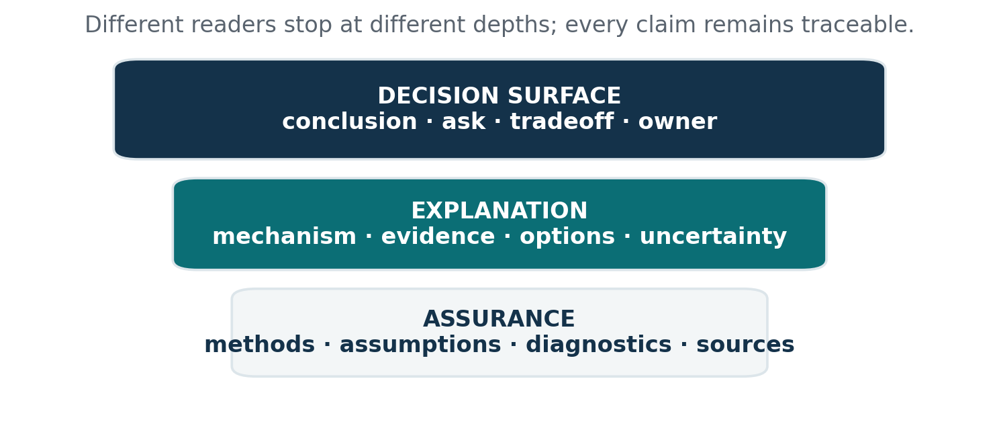 Different readers stop at different depths; every claim remains traceable.
DECISION SURFACE
conclusion · ask · tradeoff · owner
EXPLANATION
mechanism · evidence · options · uncertainty
ASSURANCE
methods · assumptions · diagnostics · sources